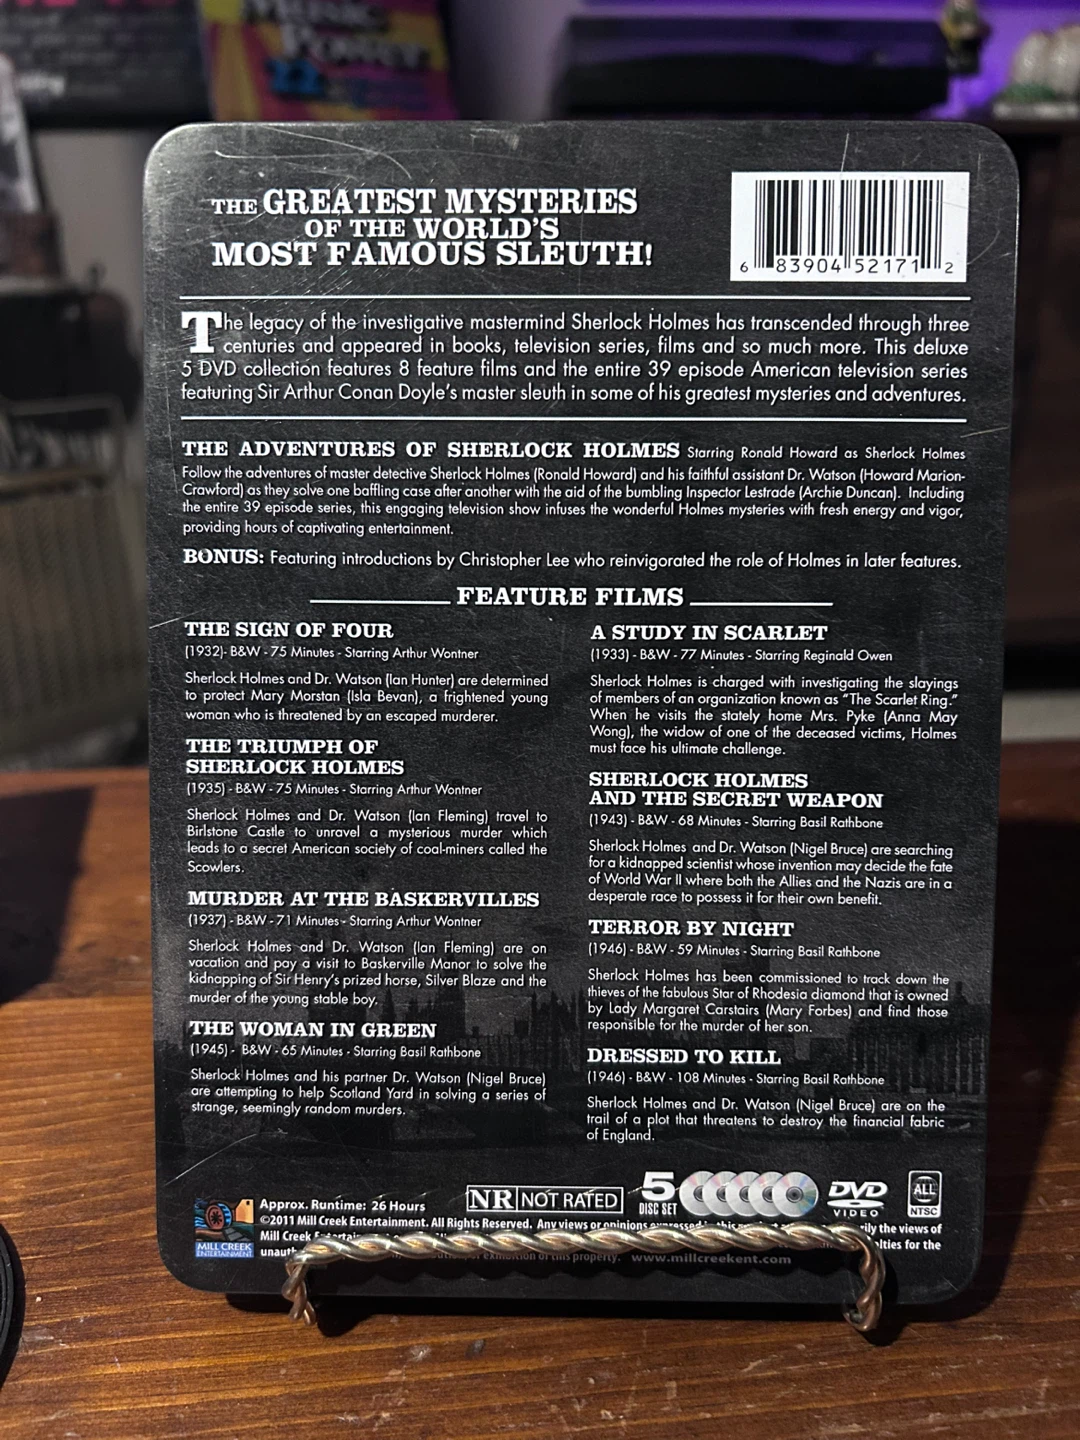 Music
Power
22
THE GREATEST MYSTERIES
OF THE WORLD'S
MOST FAMOUS SLEUTH!
6 83904 52171 2
The legacy of the investigative mastermind Sherlock Holmes has transcended through three
centuries and appeared in books, television series, films and so much more. This deluxe
5 DVD collection features 8 feature films and the entire 39 episode American television series
featuring Sir Arthur Conan Doyle's master sleuth in some of his greatest mysteries and adventures.
THE ADVENTURES OF SHERLOCK HOLMES Starring Ronald Howard as Sherlock Holmes
Follow the adventures of master detective Sherlock Holmes (Ronald Howard) and his faithful assistant Dr. Watson (Howard Marion-
Crawford) as they solve one baffling case after another with the aid of the bumbling Inspector Lestrade (Archie Duncan). Including
the entire 39 episode series, this engaging television show infuses the wonderful Holmes mysteries with fresh energy and vigor,
providing hours of captivating entertainment.
BONUS: Featuring introductions by Christopher Lee who reinvigorated the role of Holmes in later features.
FEATURE FILMS
THE SIGN OF FOUR
(1932)- B&W - 75 Minutes - Starring Arthur Wontner
Sherlock Holmes and Dr. Watson (Ian Hunter) are determined
to protect Mary Morstan (Isla Bevan), a frightened young
woman who is threatened by an escaped murderer.
THE TRIUMPH OF
SHERLOCK HOLMES
(1935) - B&W - 75 Minutes - Starring Arthur Wontner
Sherlock Holmes and Dr. Watson (Ian Fleming) travel to
Birlstone Castle to unravel a mysterious murder which
leads to a secret American society of coal-miners called the
Scowlers.
MURDER AT THE BASKERVILLES
(1937) - B&W - 71 Minutes - Starring Arthur Wontner
Sherlock Holmes and Dr. Watson (Ian Fleming) are on
vacation and pay a visit to Baskerville Manor to solve the
kidnapping of Sir Henry's prized horse, Silver Blaze and the
murder of the young stable boy.
THE WOMAN IN GREEN
(1945) - B&W - 65 Minutes - Starring Basil Rathbone
Sherlock Holmes and his partner Dr. Watson (Nigel Bruce)
are attempting to help Scotland Yard in solving a series of
strange, seemingly random murders.
A STUDY IN SCARLET
(1933) - B&W - 77 Minutes - Starring Reginald Owen
Sherlock Holmes is charged with investigating the slayings
of members of an organization known as "The Scarlet Ring."
When he visits the stately home Mrs. Pyke (Anna May
Wong), the widow of one of the deceased victims, Holmes
must face his ultimate challenge.
SHERLOCK HOLMES
AND THE SECRET WEAPON
(1943) - B&W - 68 Minutes - Starring Basil Rathbone
Sherlock Holmes and Dr. Watson (Nigel Bruce) are searching
for a kidnapped scientist whose invention may decide the fate
of World War II where both the Allies and the Nazis are in a
desperate race to possess it for their own benefit.
TERROR BY NIGHT
(1946) - B&W - 59 Minutes - Starring Basil Rathbone
Sherlock Holmes has been commissioned to track down the
thieves of the fabulous Star of Rhodesia diamond that is owned
by Lady Margaret Carstairs (Mary Forbes) and find those
responsible for the murder of her son.
DRESSED TO KILL
(1946) - B&W - 108 Minutes - Starring Basil Rathbone
Sherlock Holmes and Dr. Watson (Nigel Bruce) are on the
trail of a plot that threatens to destroy the financial fabric
of England.
MILL CREEK
ENTERTAINMENT
Approx. Runtime: 26 Hours
NR NOT RATED
5
DISC SET
DVD
VIDEO
ALL
NTSC
©2011 Mill Creek Entertainment. All Rights Reserved. Any views or opinions expressed in this the views of
Mill Creek for the
exhibition of this property. www.millcreekent.com